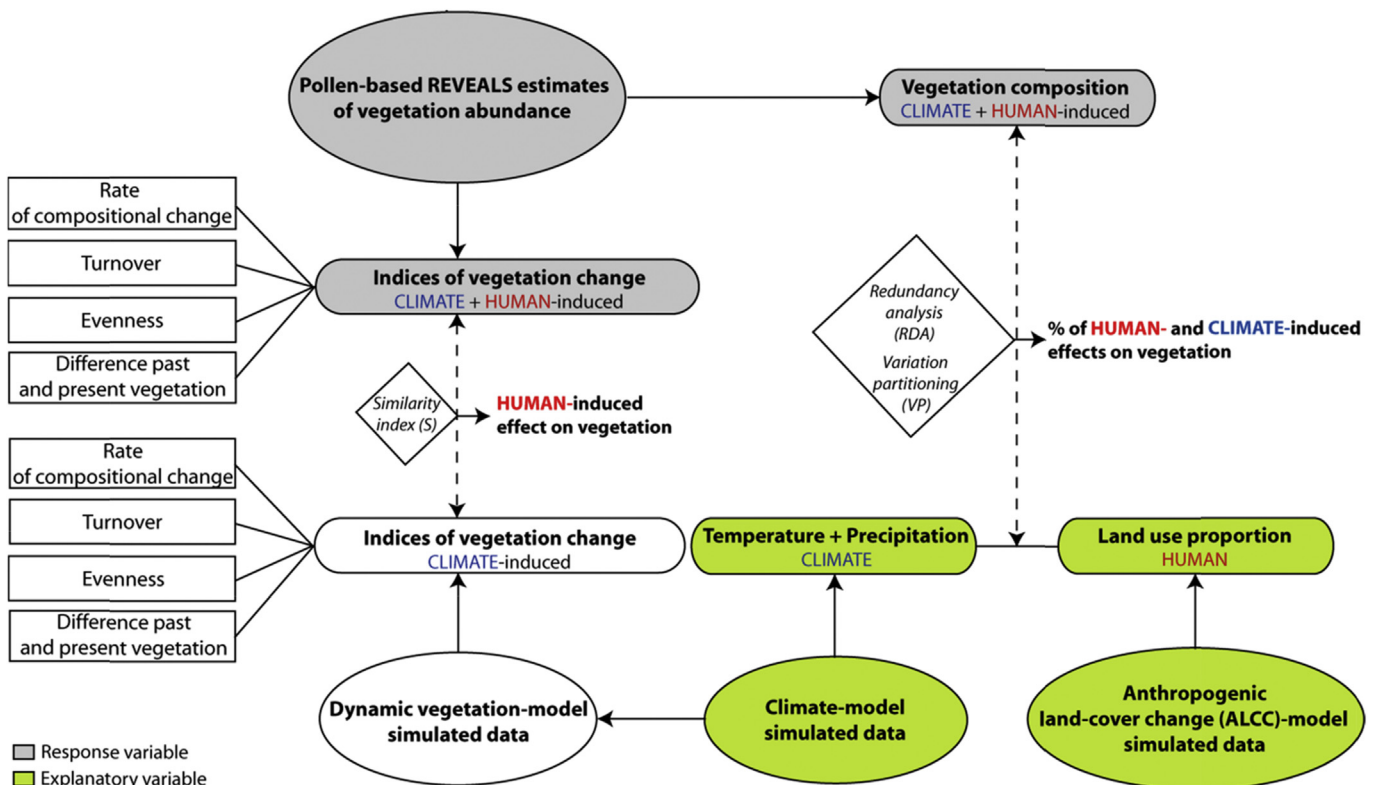 Pollen-based REVEALS estimates
of vegetation abundance
Vegetation composition
CLIMATE + HUMAN-induced
Rate
of compositional change
Turnover
Evenness
Difference past
and present vegetation
Indices of vegetation change
CLIMATE + HUMAN-induced
Redundancy
analysis
(RDA)
Variation
partitioning
(VP)
% of HUMAN- and CLIMATE-induced
effects on vegetation
Similarity
index (S)
HUMAN-induced
effect on vegetation
Rate
of compositional change
Turnover
Evenness
Difference past
and present vegetation
Indices of vegetation change
CLIMATE-induced
Temperature + Precipitation
CLIMATE
Land use proportion
HUMAN
Dynamic vegetation-model
simulated data
Climate-model
simulated data
Anthropogenic
land-cover change (ALCC)-model
simulated data
Response variable
Explanatory variable